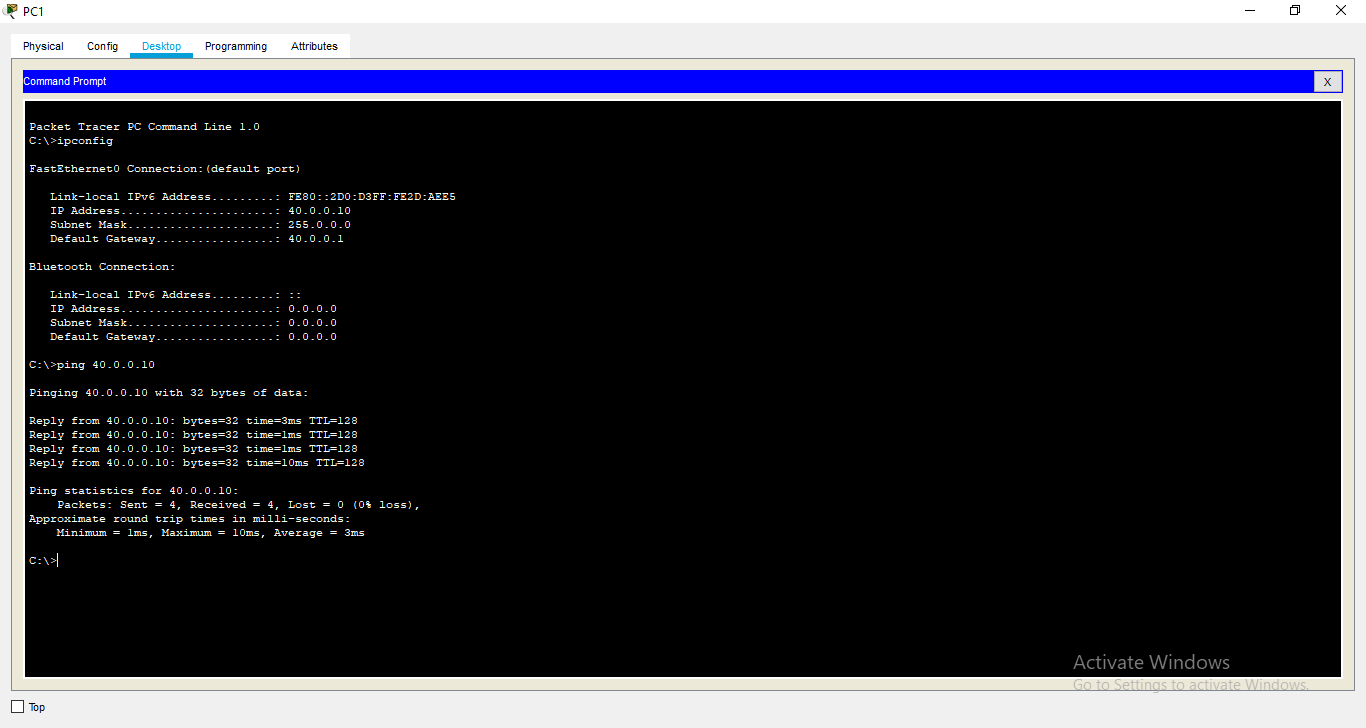 PC1
Physical Config Desktop Programming Attributes
Command Prompt X
Packet Tracer PC Command Line 1.0
C:\>ipconfig
FastEthernet0 Connection:(default port)
Link-local IPv6 Address.........: FE80::2D0:D3FF:FE2D:AEE5
IP Address......................: 40.0.0.10
Subnet Mask.....................: 255.0.0.0
Default Gateway.................: 40.0.0.1
Bluetooth Connection:
Link-local IPv6 Address.........: ::
IP Address......................: 0.0.0.0
Subnet Mask.....................: 0.0.0.0
Default Gateway.................: 0.0.0.0
C:\>ping 40.0.0.10
Pinging 40.0.0.10 with 32 bytes of data:
Reply from 40.0.0.10: bytes=32 time=3ms TTL=128
Reply from 40.0.0.10: bytes=32 time=1ms TTL=128
Reply from 40.0.0.10: bytes=32 time=1ms TTL=128
Reply from 40.0.0.10: bytes=32 time=10ms TTL=128
Ping statistics for 40.0.0.10:
Packets: Sent = 4, Received = 4, Lost = 0 (0% loss),
Approximate round trip times in milli-seconds:
Minimum = 1ms, Maximum = 10ms, Average = 3ms
C:\>
Activate Windows
Go to Settings to activate Windows.
Top